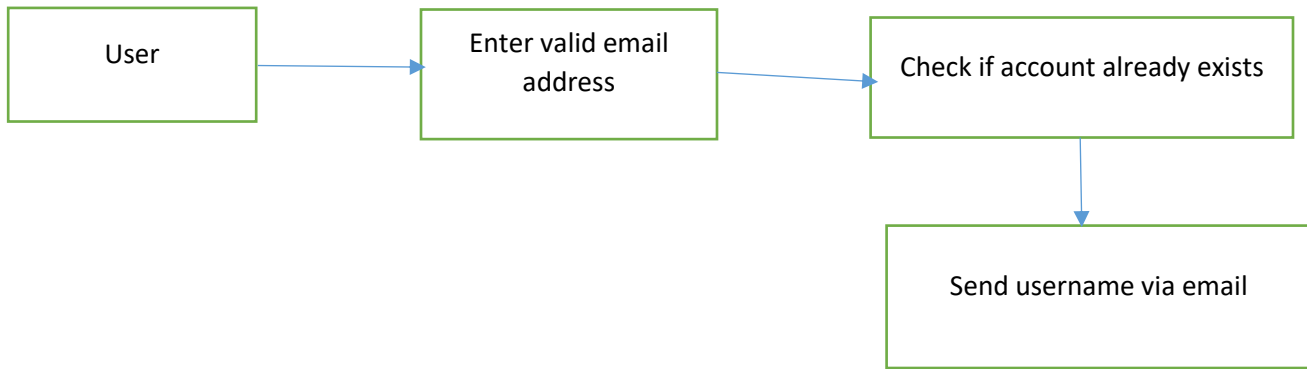 User
Enter valid email
address
Check if account already exists
Send username via email